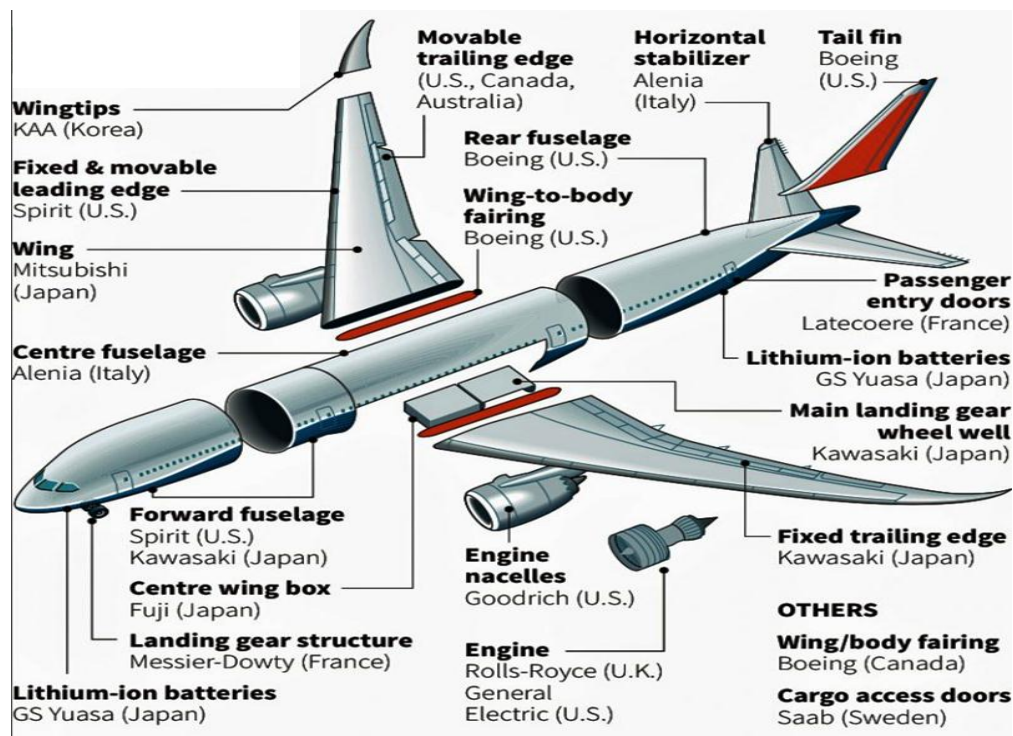 Movable
trailing edge
(U.S., Canada,
Australia)
Horizontal
stabilizer
Alenia
(Italy)
Tail fin
Boeing
(U.S.)
Wingtips
KAA (Korea)
Rear fuselage
Boeing (U.S.)
Fixed & movable
leading edge
Spirit (U.S.)
Wing-to-body
fairing
Boeing (U.S.)
Wing
Mitsubishi
(Japan)
Passenger
entry doors
Latecoere (France)
Centre fuselage
Alenia (Italy)
Lithium-ion batteries
GS Yuasa (Japan)
Main landing gear
wheel well
Kawasaki (Japan)
Forward fuselage
Spirit (U.S.)
Kawasaki (Japan)
Centre wing box
Fuji (Japan)
Landing gear structure
Messier-Dowty (France)
Lithium-ion batteries
GS Yuasa (Japan)
Engine
nacelles
Goodrich (U.S.)
Engine
Rolls-Royce (U.K.)
General
Electric (U.S.)
Fixed trailing edge
Kawasaki (Japan)
OTHERS
Wing/body fairing
Boeing (Canada)
Cargo access doors
Saab (Sweden)